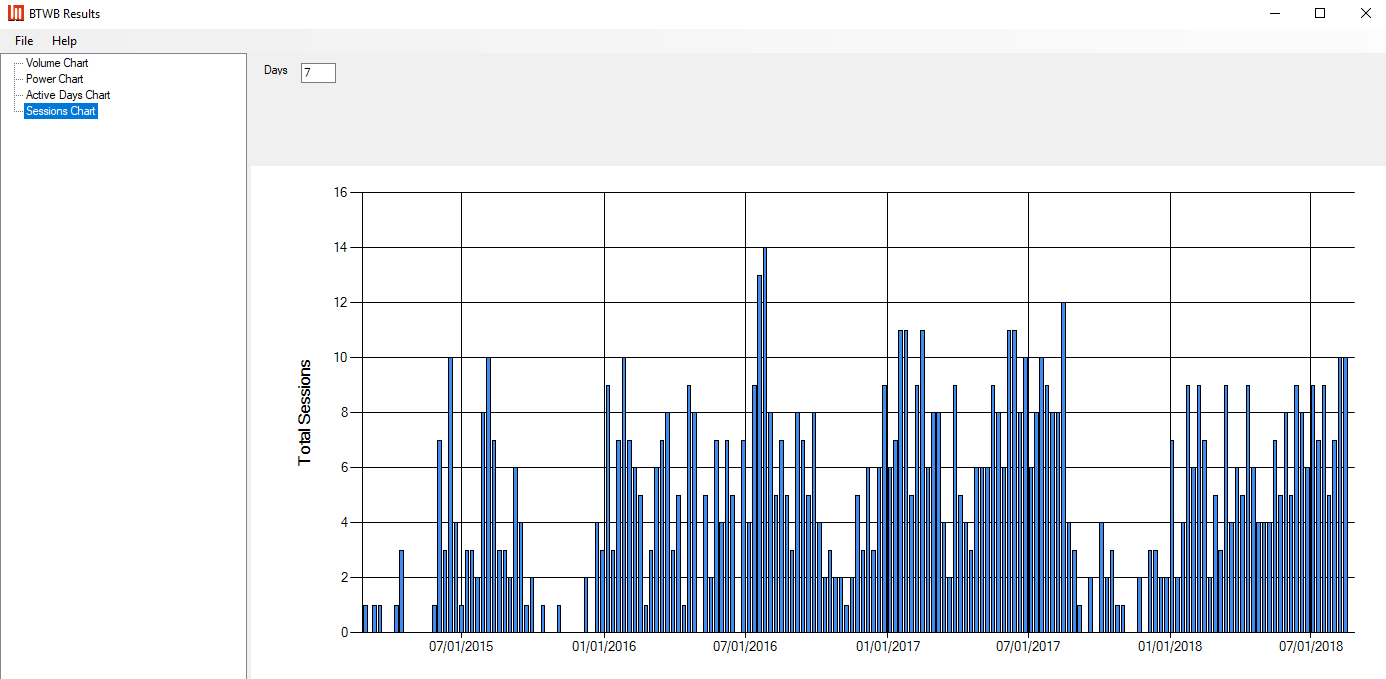 BTWB Results
File Help
Volume Chart
Power Chart
Active Days Chart
Sessions Chart
Days 7
16
14
12
10
8
6
4
2
0
Total Sessions
07/01/2015 01/01/2016 07/01/2016 01/01/2017 07/01/2017 01/01/2018 07/01/2018